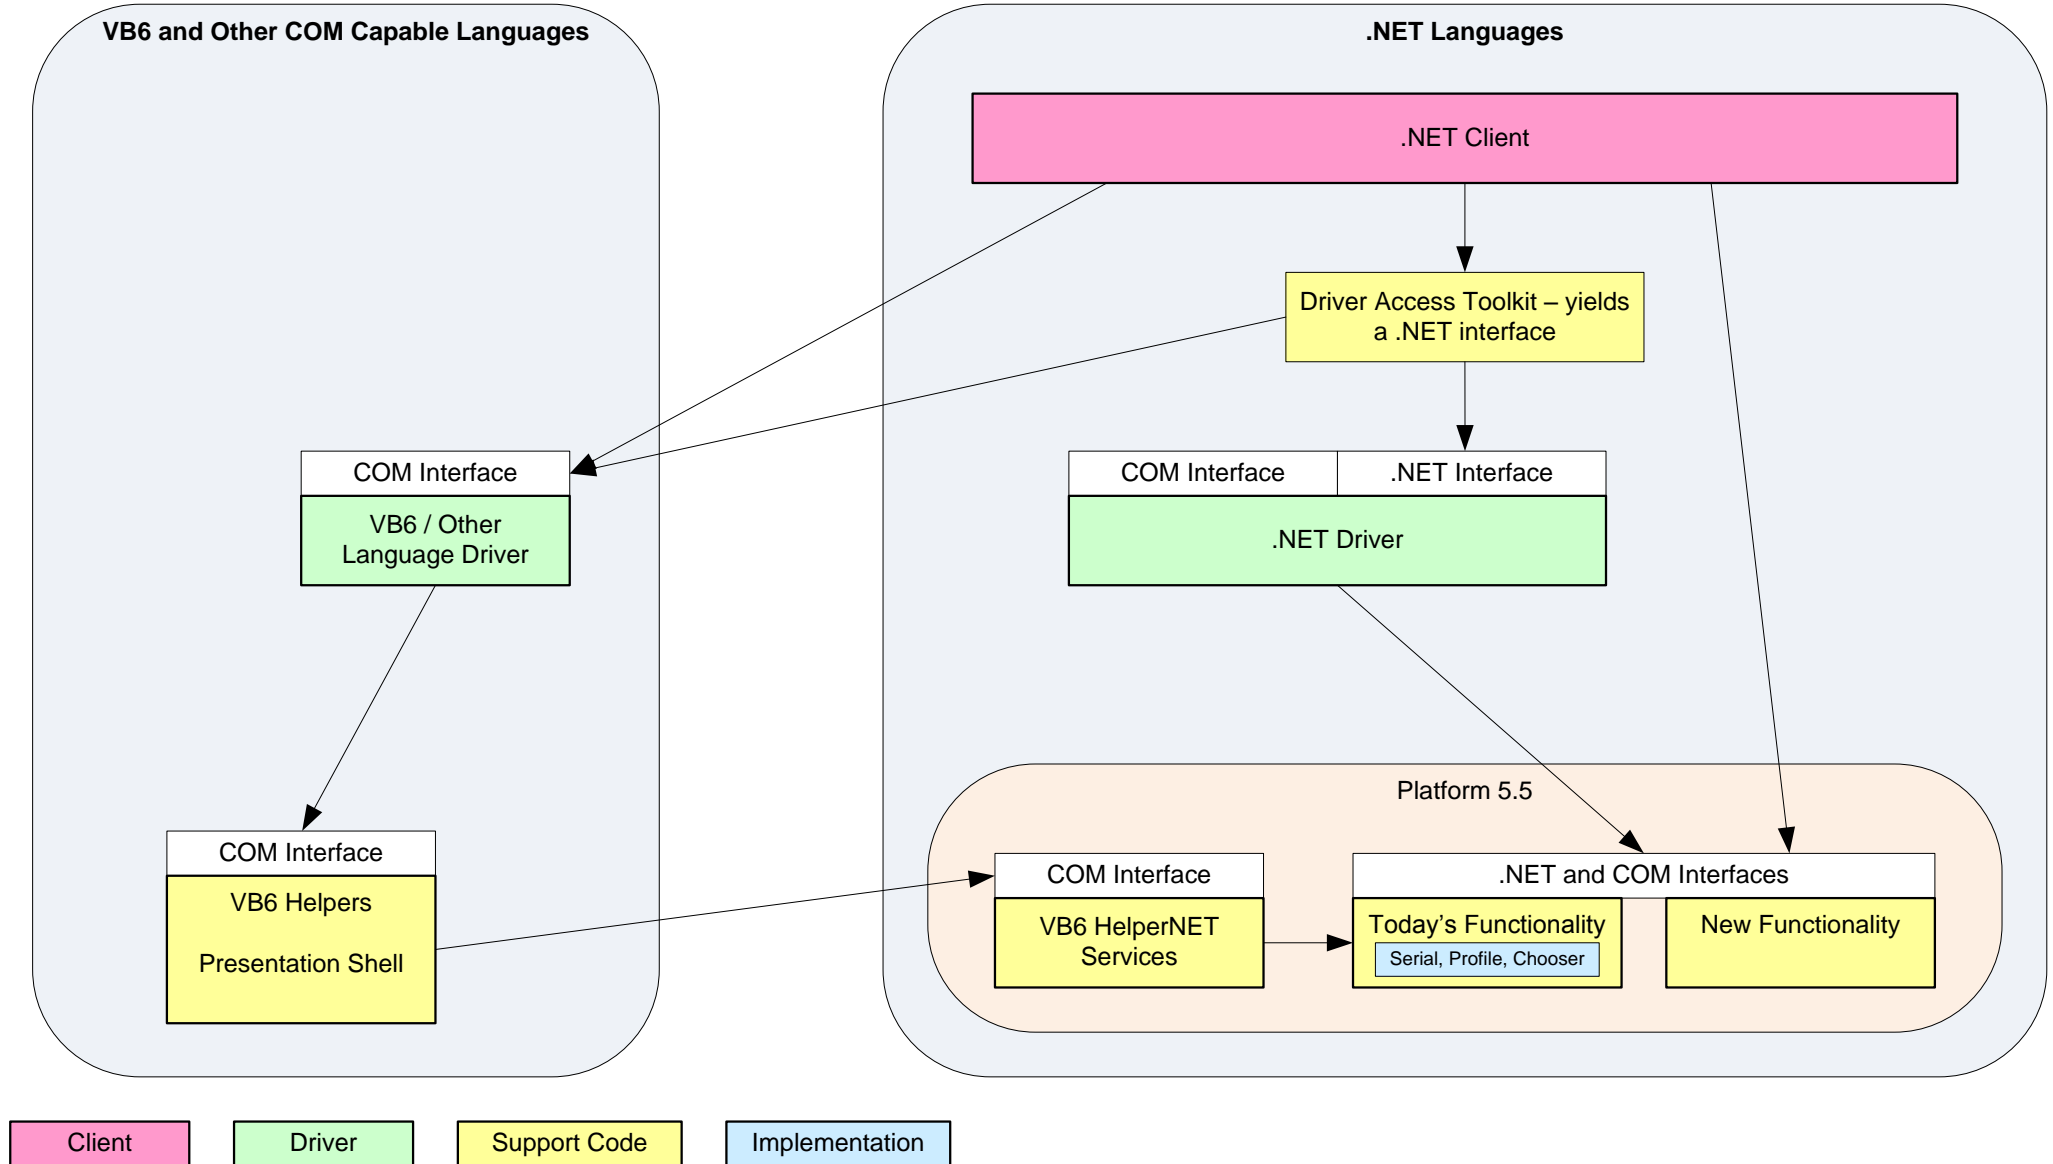 VB6 and Other COM Capable Languages
.NET Languages
.NET Client
Driver Access Toolkit – yields
a .NET interface
COM Interface
VB6 / Other
Language Driver
COM Interface
.NET Interface
.NET Driver
Platform 5.5
COM Interface
VB6 Helpers
Presentation Shell
COM Interface
VB6 HelperNET
Services
.NET and COM Interfaces
Today's Functionality
Serial, Profile, Chooser
New Functionality
Client
Driver
Support Code
Implementation